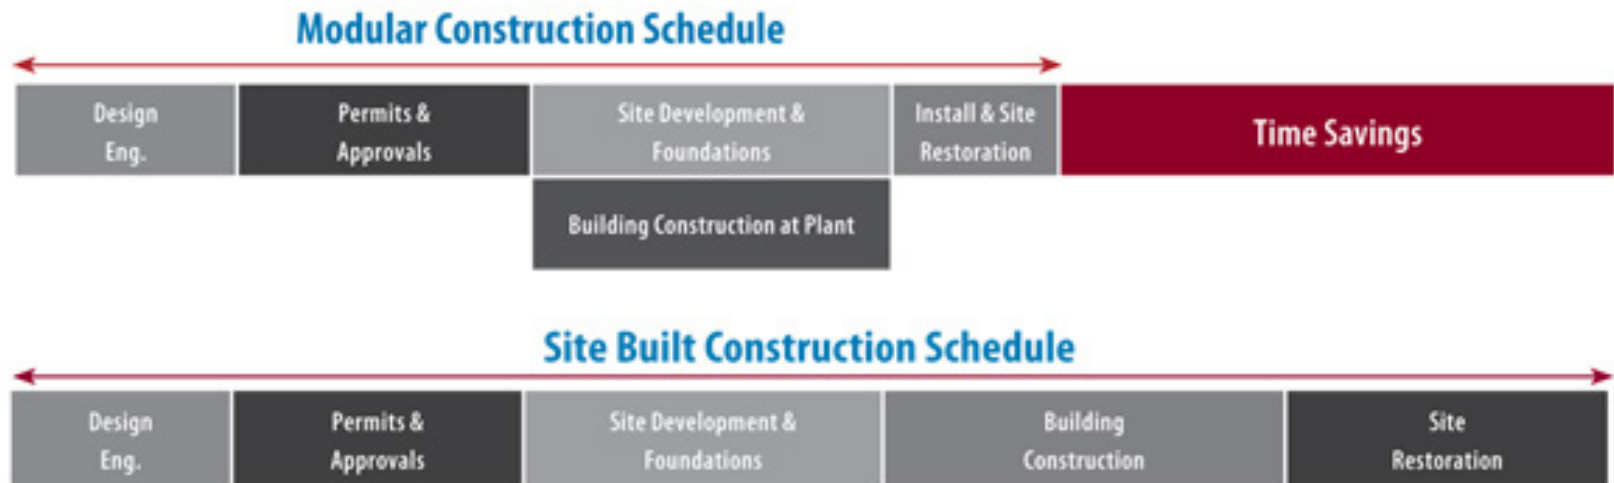 Modular Construction Schedule
Design
Eng.
Permits &
Approvals
Site Development &
Foundations
Install & Site
Restoration
Time Savings
Building Construction at Plant
Site Built Construction Schedule
Design
Eng.
Permits &
Approvals
Site Development &
Foundations
Building
Construction
Site
Restoration